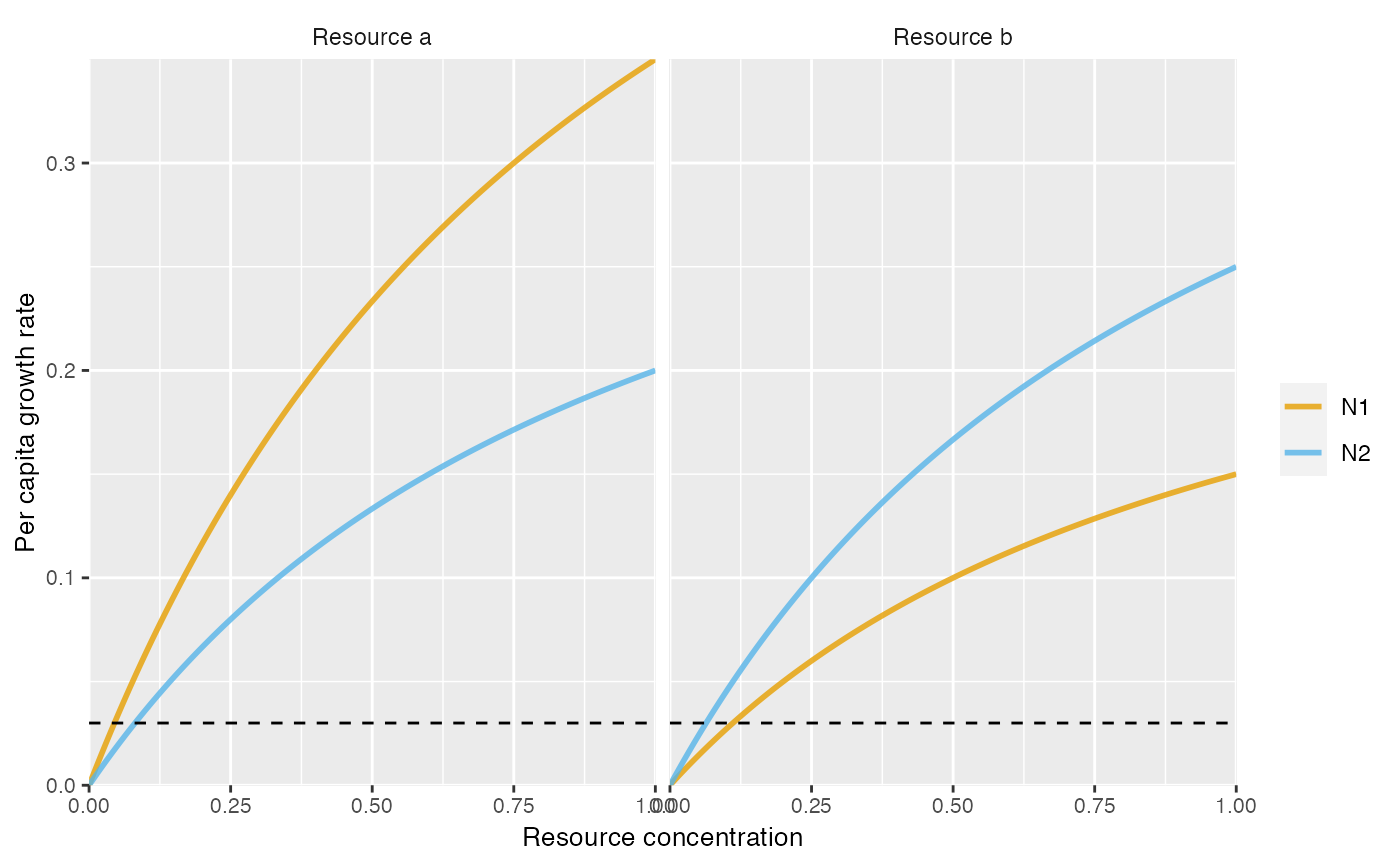 Resource a
Resource b
0.3
0.2
0.1
0.0
Per capita growth rate
0.00 0.25 0.50 0.75 1.00
0.00 0.25 0.50 0.75 1.00
Resource concentration
N1
N2